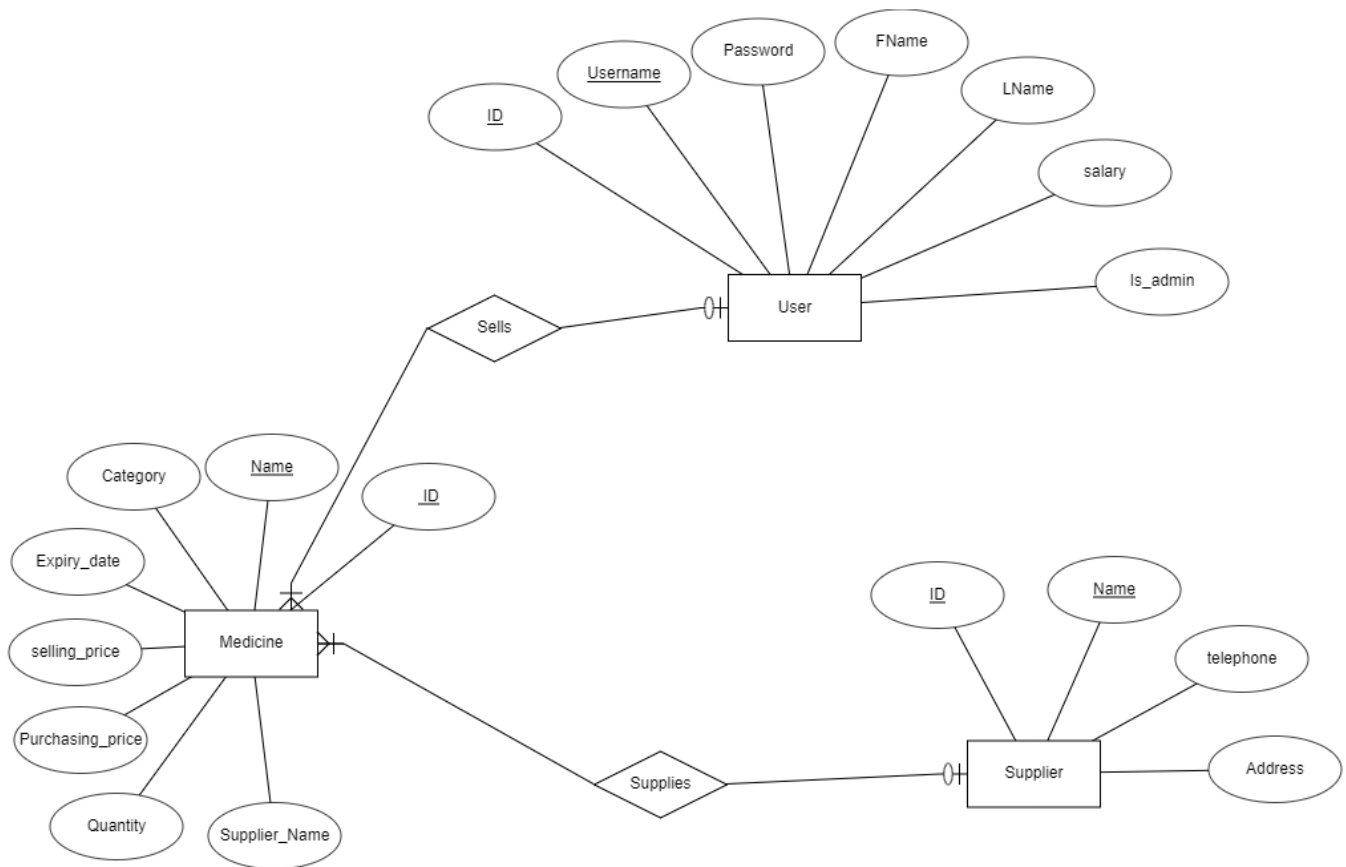 FName
Password
Username
LName
ID
salary
Is_admin
User
Sells
Name
Category
ID
Expiry_date
ID
Name
Medicine
selling_price
telephone
Purchasing_price
Supplier
Address
Supplies
Quantity
Supplier_Name